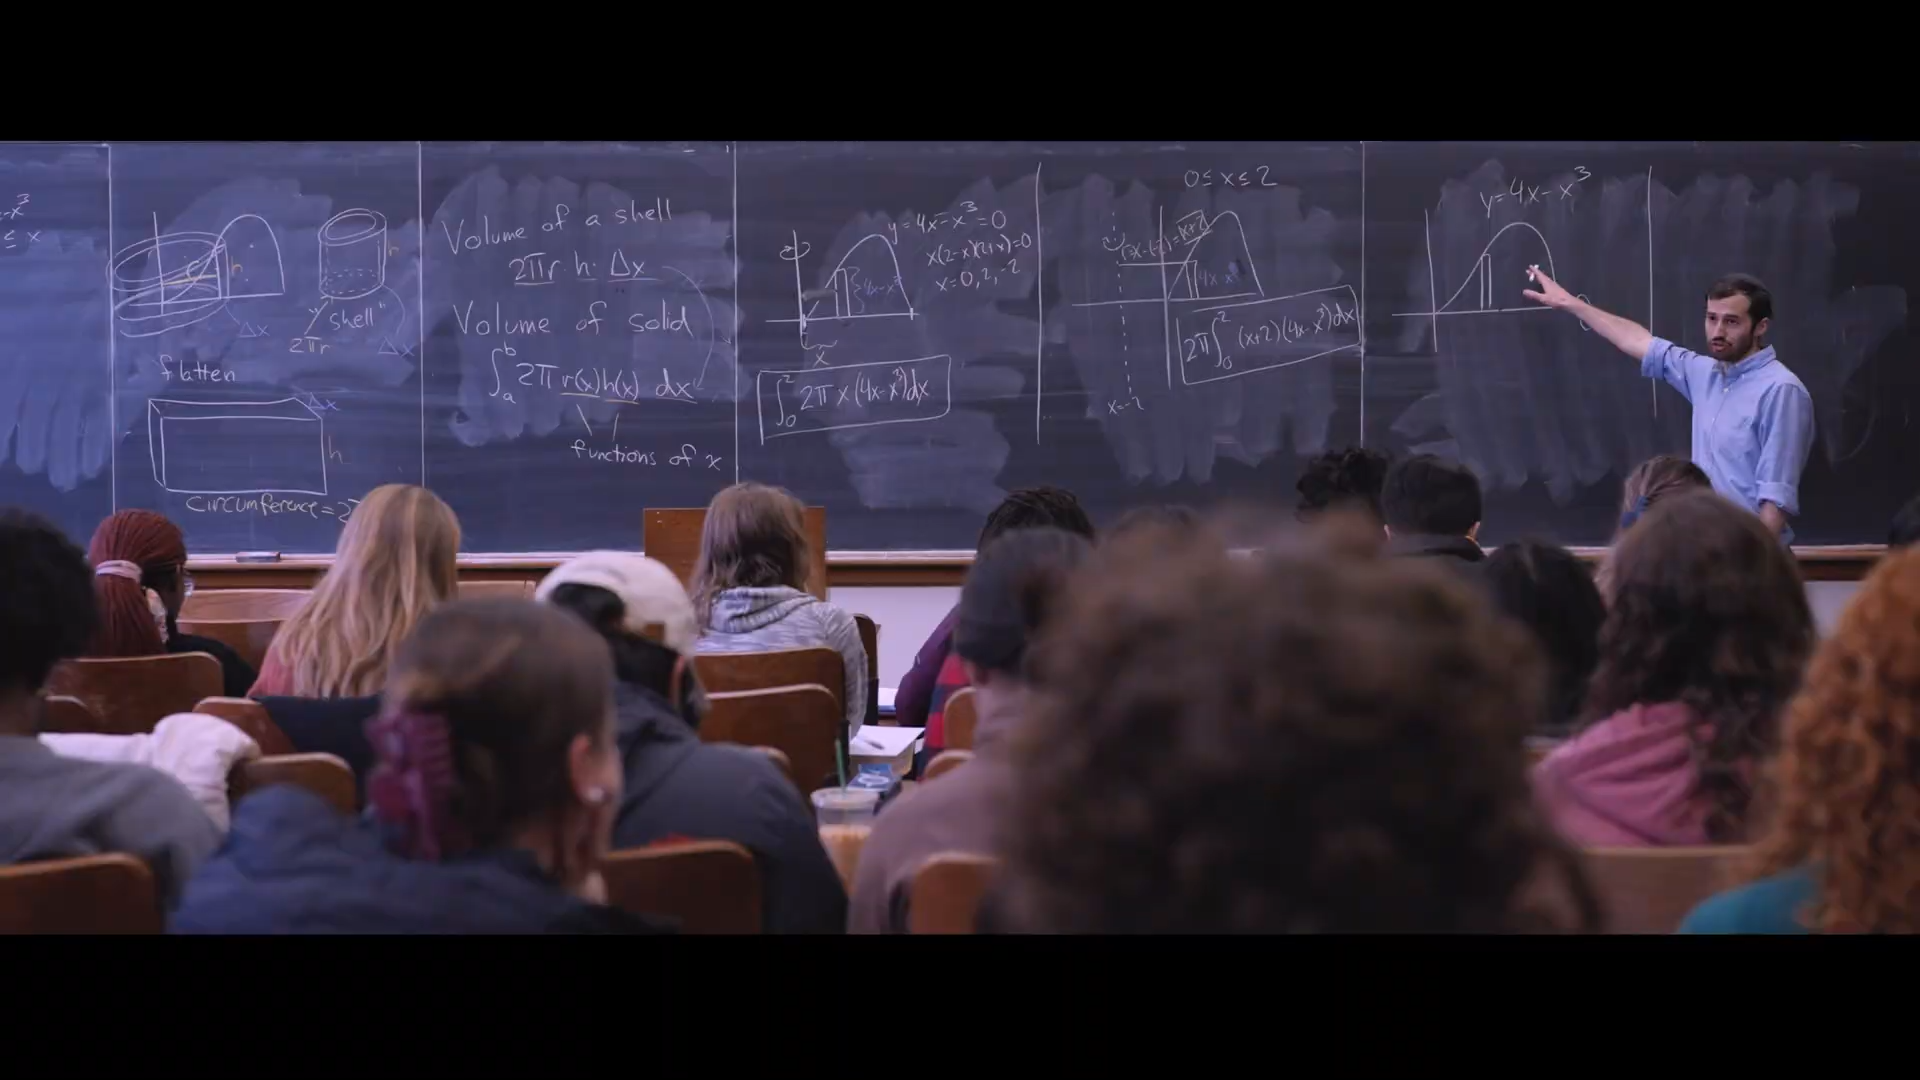 -x³
≤ x
h
Δx
r
h
"shell"
2πr
Δx
flatten
Δx
h
circumference=2
Volume of a shell
2πr·h·Δx
Volume of solid
∫ₐᵇ 2π r(x)h(x) dx
functions of x
y=4x-x³=0
x(2-x)(2+x)=0
x=0,2,-2
4x-x³
x
∫₀² 2πx(4x-x³)dx
0≤x≤2
r=x-(-2)=x+2
4x-x³
x=-2
2π∫₀² (x+2)(4x-x³)dx
y=4x-x³